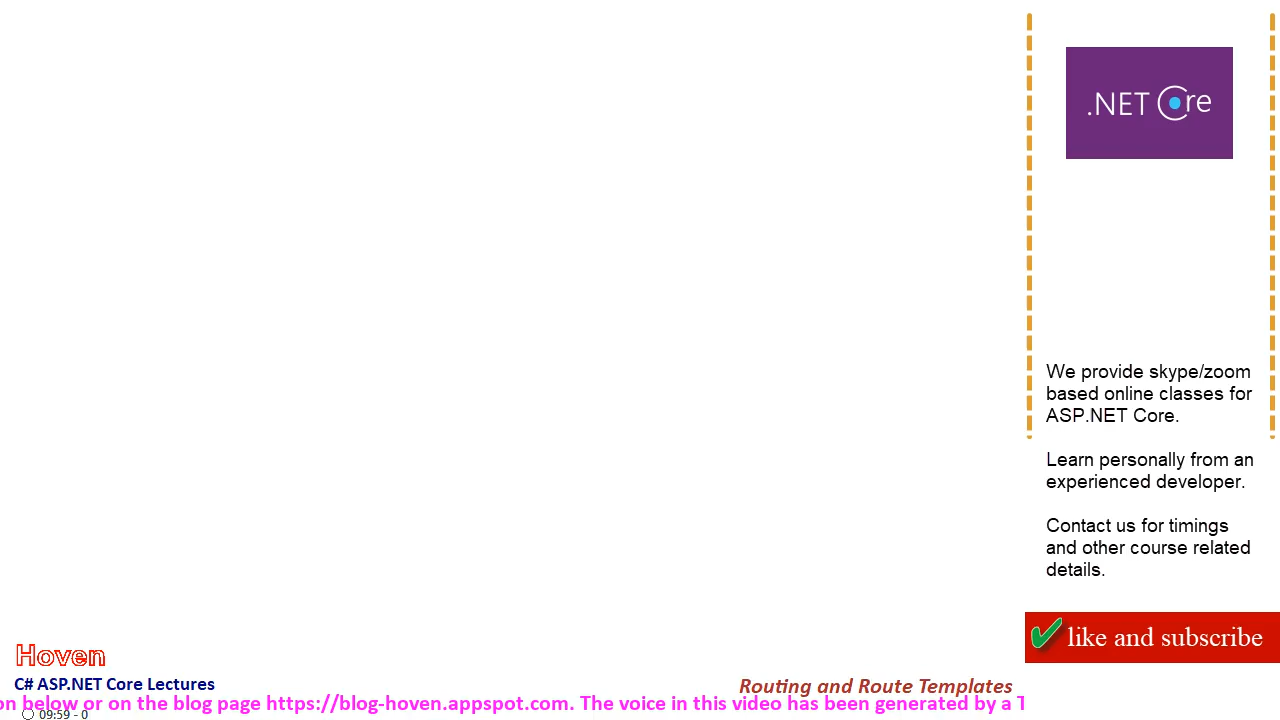 .NET Core
We provide skype/zoom
based online classes for
ASP.NET Core.
Learn personally from an
experienced developer.
Contact us for timings
and other course related
details.
like and subscribe
Hoven
C# ASP.NET Core Lectures
Routing and Route Templates
on below or on the blog page https://blog-hoven.appspot.com. The voice in this video has been generated by a T
09:59 - 0